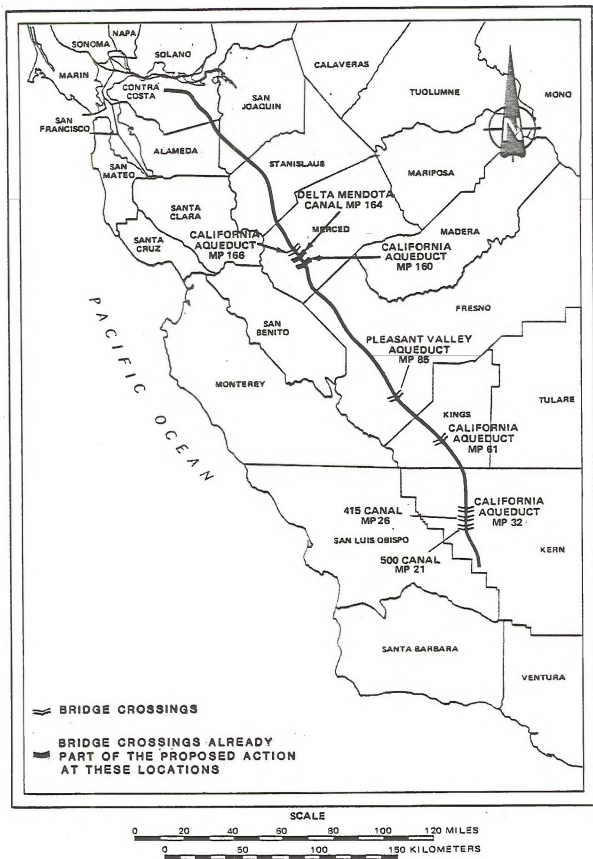 NAPA
SONOMA
SOLANO
MARIN
CONTRA
COSTA
SAN
FRANCISCO
ALAMEDA
SAN
MATEO
SAN
JOAQUIN
CALAVERAS
TUOLUMNE
MONO
N
STANISLAUS
MARIPOSA
SANTA
CLARA
SANTA
CRUZ
DELTA MENDOTA
CANAL MP 164
MERCED
MADERA
CALIFORNIA
AQUEDUCT
MP 166
CALIFORNIA
AQUEDUCT
MP 160
FRESNO
SAN
BENITO
PACIFIC OCEAN
MONTEREY
PLEASANT VALLEY
AQUEDUCT
MP 85
TULARE
KINGS
CALIFORNIA
AQUEDUCT
MP 61
415 CANAL
MP 26
CALIFORNIA
AQUEDUCT
MP 32
SAN LUIS OBISPO
500 CANAL
MP 21
KERN
SANTA BARBARA
VENTURA
BRIDGE CROSSINGS
BRIDGE CROSSINGS ALREADY
PART OF THE PROPOSED ACTION
AT THESE LOCATIONS
SCALE
0 20 40 60 80 100 120 MILES
0 50 100 150 KILOMETERS